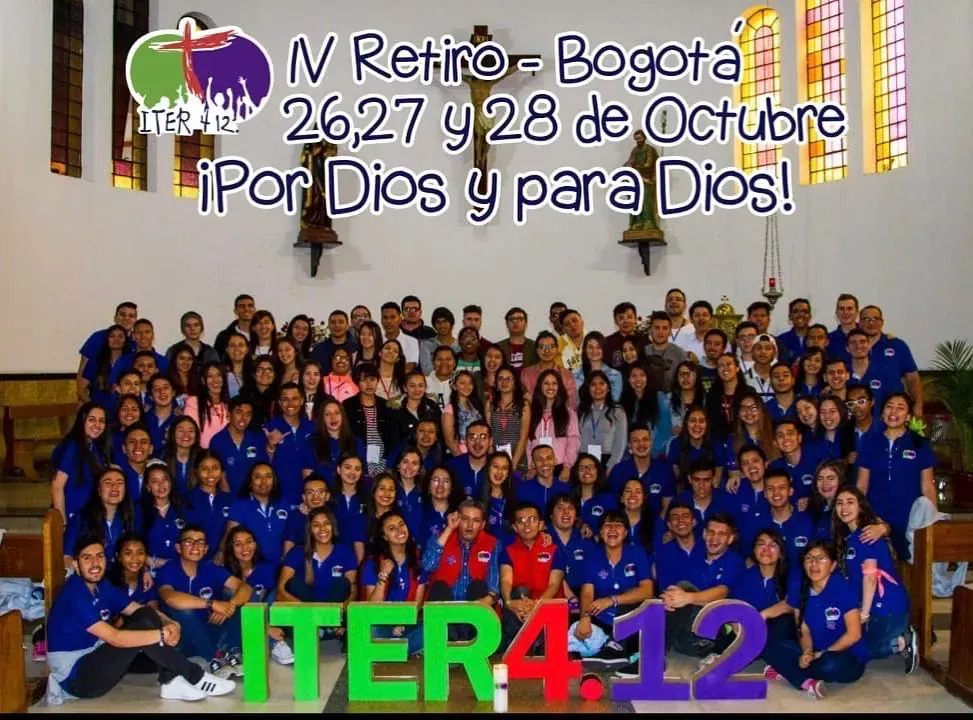 IV Retiro - Bogotá
26,27 y 28 de Octubre
ITER 4 12.
¡Por Dios y para Dios!
ITER4.12